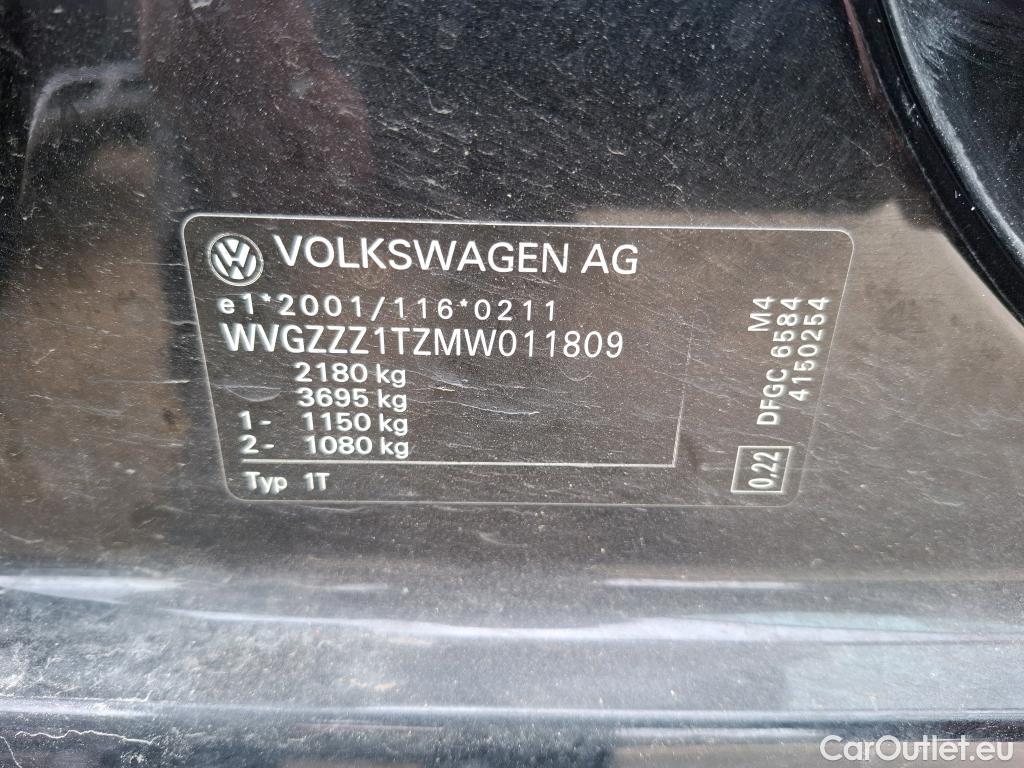 VOLKSWAGEN AG
e1*2001/116*0211
WVGZZZ1TZMW011809
2180 kg
3695 kg
1- 1150 kg
2- 1080 kg
Typ 1T
M4
DFGC 6584
4150254
0,22
CarOutlet.eu